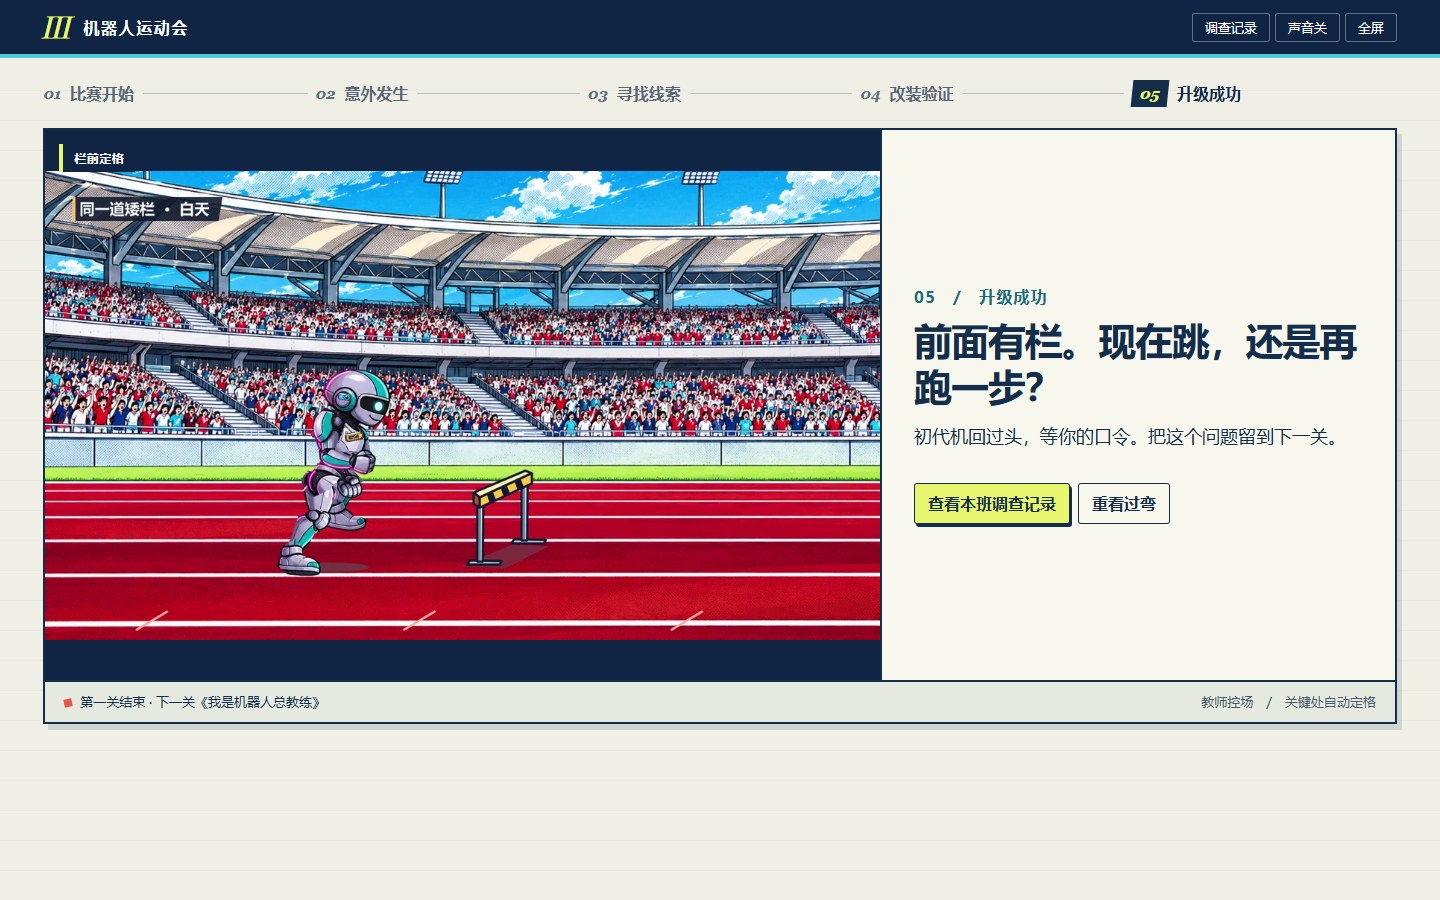 III 机器人运动会
调查记录 声音关 全屏
01 比赛开始 02 意外发生 03 寻找线索 04 改装验证 05 升级成功
栏前定格
同一道矮栏 · 白天
05 / 升级成功
前面有栏。现在跳，还是再
跑一步？
初代机回过头，等你的口令。把这个问题留到下一关。
查看本班调查记录 重看过弯
第一关结束 · 下一关《我是机器人总教练》
教师控场 / 关键处自动定格